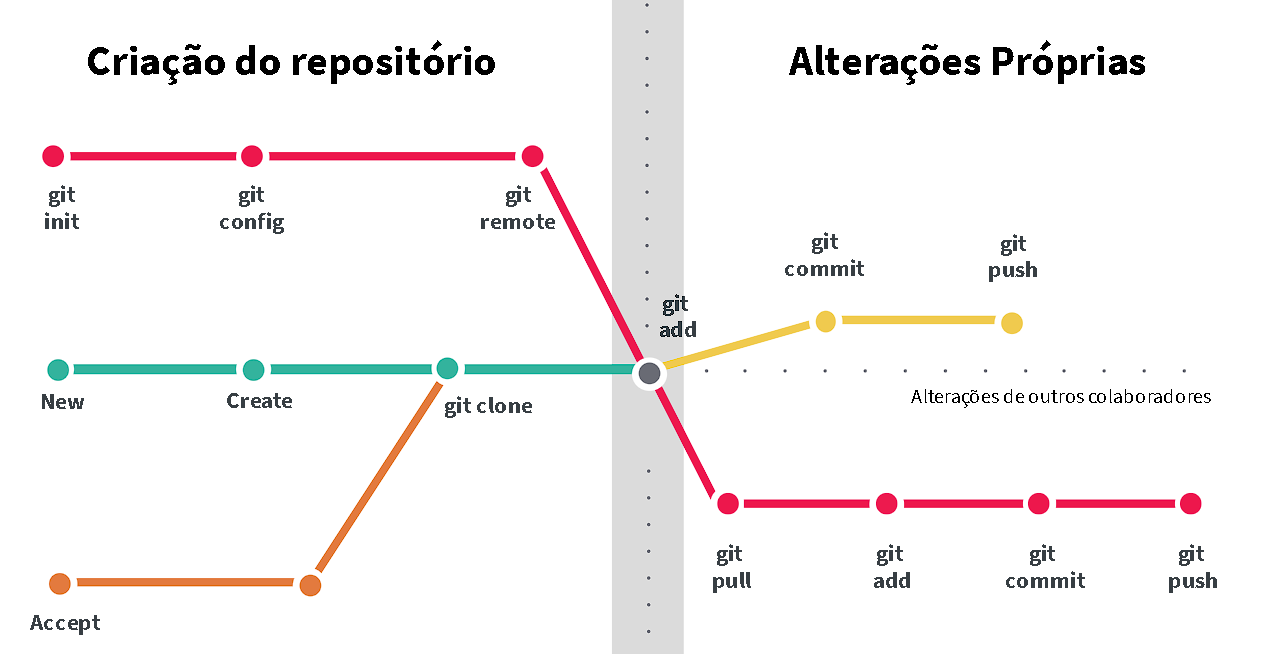 Criação do repositório
Alterações Próprias
git
init
git
config
git
remote
git
add
git
commit
git
push
New
Create
git clone
Alterações de outros colaboradores
git
pull
git
add
git
commit
git
push
Accept